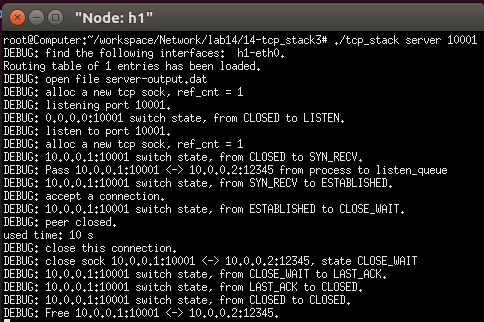 "Node: h1"
root@Computer:~/workspace/Network/lab14/14-tcp_stack3# ./tcp_stack server 10001
DEBUG: find the following interfaces:  h1-eth0.
Routing table of 1 entries has been loaded.
DEBUG: open file server-output.dat
DEBUG: alloc a new tcp sock, ref_cnt = 1
DEBUG: listening port 10001.
DEBUG: 0.0.0.0:10001 switch state, from CLOSED to LISTEN.
DEBUG: listen to port 10001.
DEBUG: alloc a new tcp sock, ref_cnt = 1
DEBUG: 10.0.0.1:10001 switch state, from CLOSED to SYN_RECV.
DEBUG: Pass 10.0.0.1:10001 <-> 10.0.0.2:12345 from process to listen_queue
DEBUG: 10.0.0.1:10001 switch state, from SYN_RECV to ESTABLISHED.
DEBUG: accept a connection.
DEBUG: 10.0.0.1:10001 switch state, from ESTABLISHED to CLOSE_WAIT.
DEBUG: peer closed.
used time: 10 s
DEBUG: close this connection.
DEBUG: close sock 10.0.0.1:10001 <-> 10.0.0.2:12345, state CLOSE_WAIT
DEBUG: 10.0.0.1:10001 switch state, from CLOSE_WAIT to LAST_ACK.
DEBUG: 10.0.0.1:10001 switch state, from LAST_ACK to CLOSED.
DEBUG: 10.0.0.1:10001 switch state, from CLOSED to CLOSED.
DEBUG: Free 10.0.0.1:10001 <-> 10.0.0.2:12345.